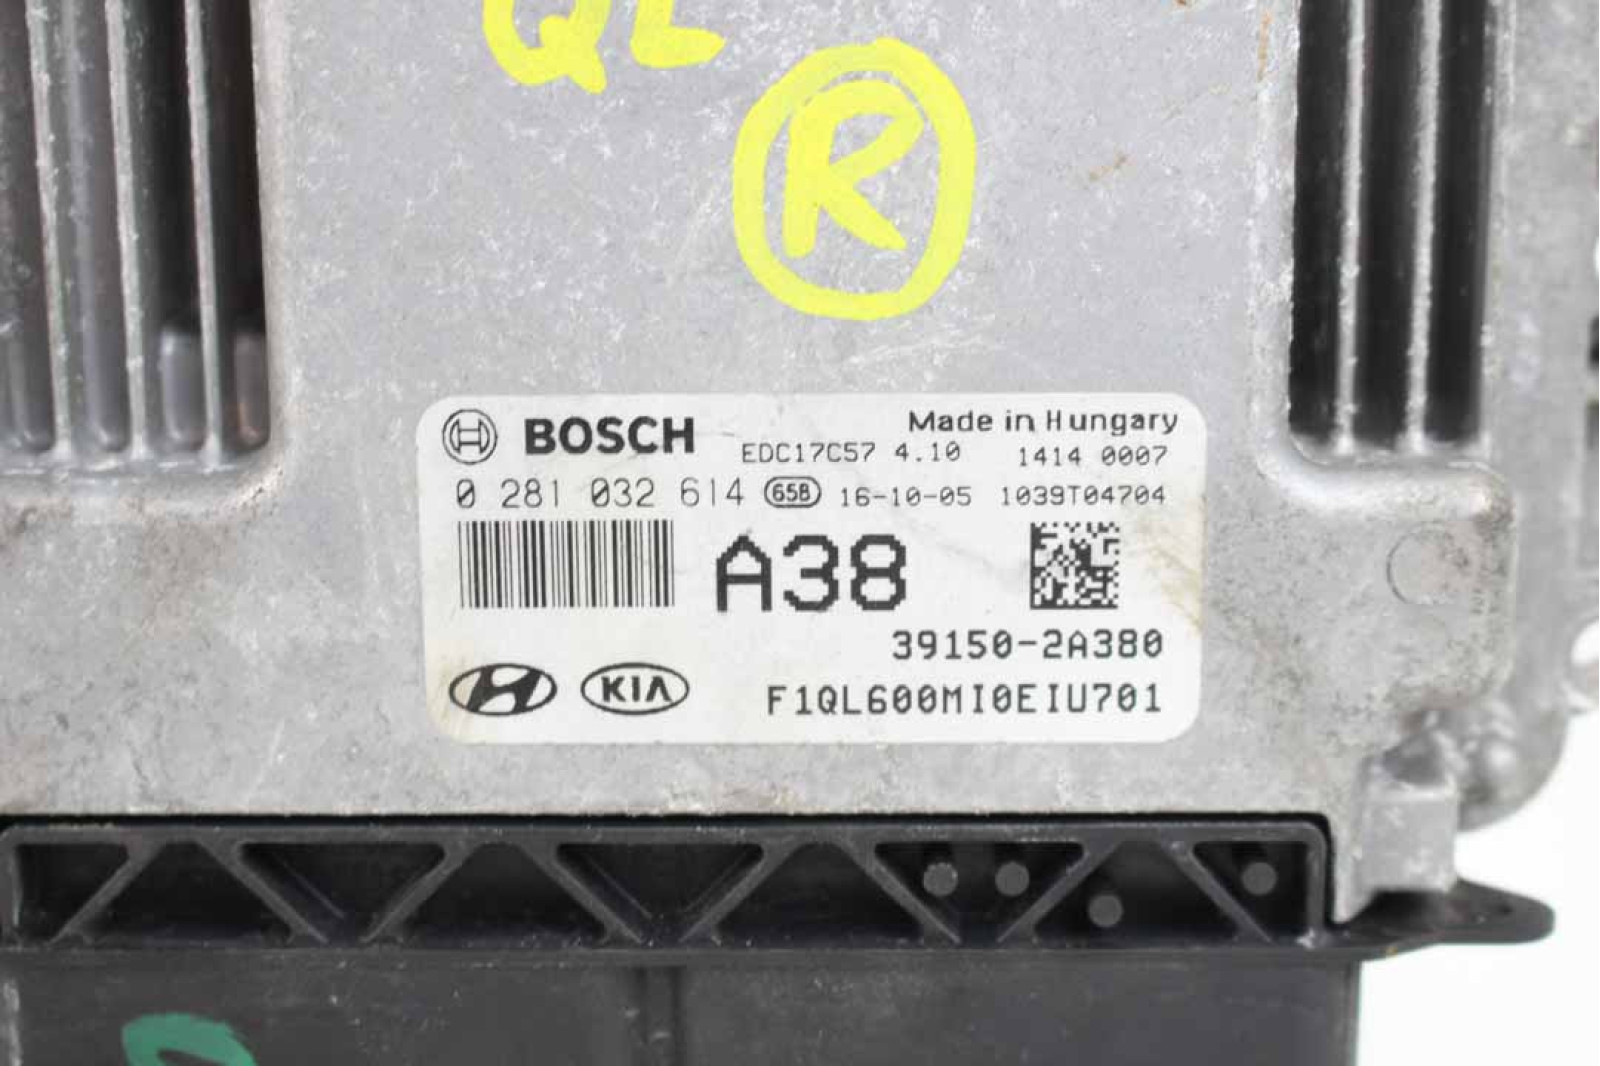 QL
R
BOSCH Made in Hungary
EDC17C57 4.10 1414 0007
0 281 032 614 65B 16-10-05 1039T04704
A38
39150-2A380
KIA F1QL600MI0EIU701